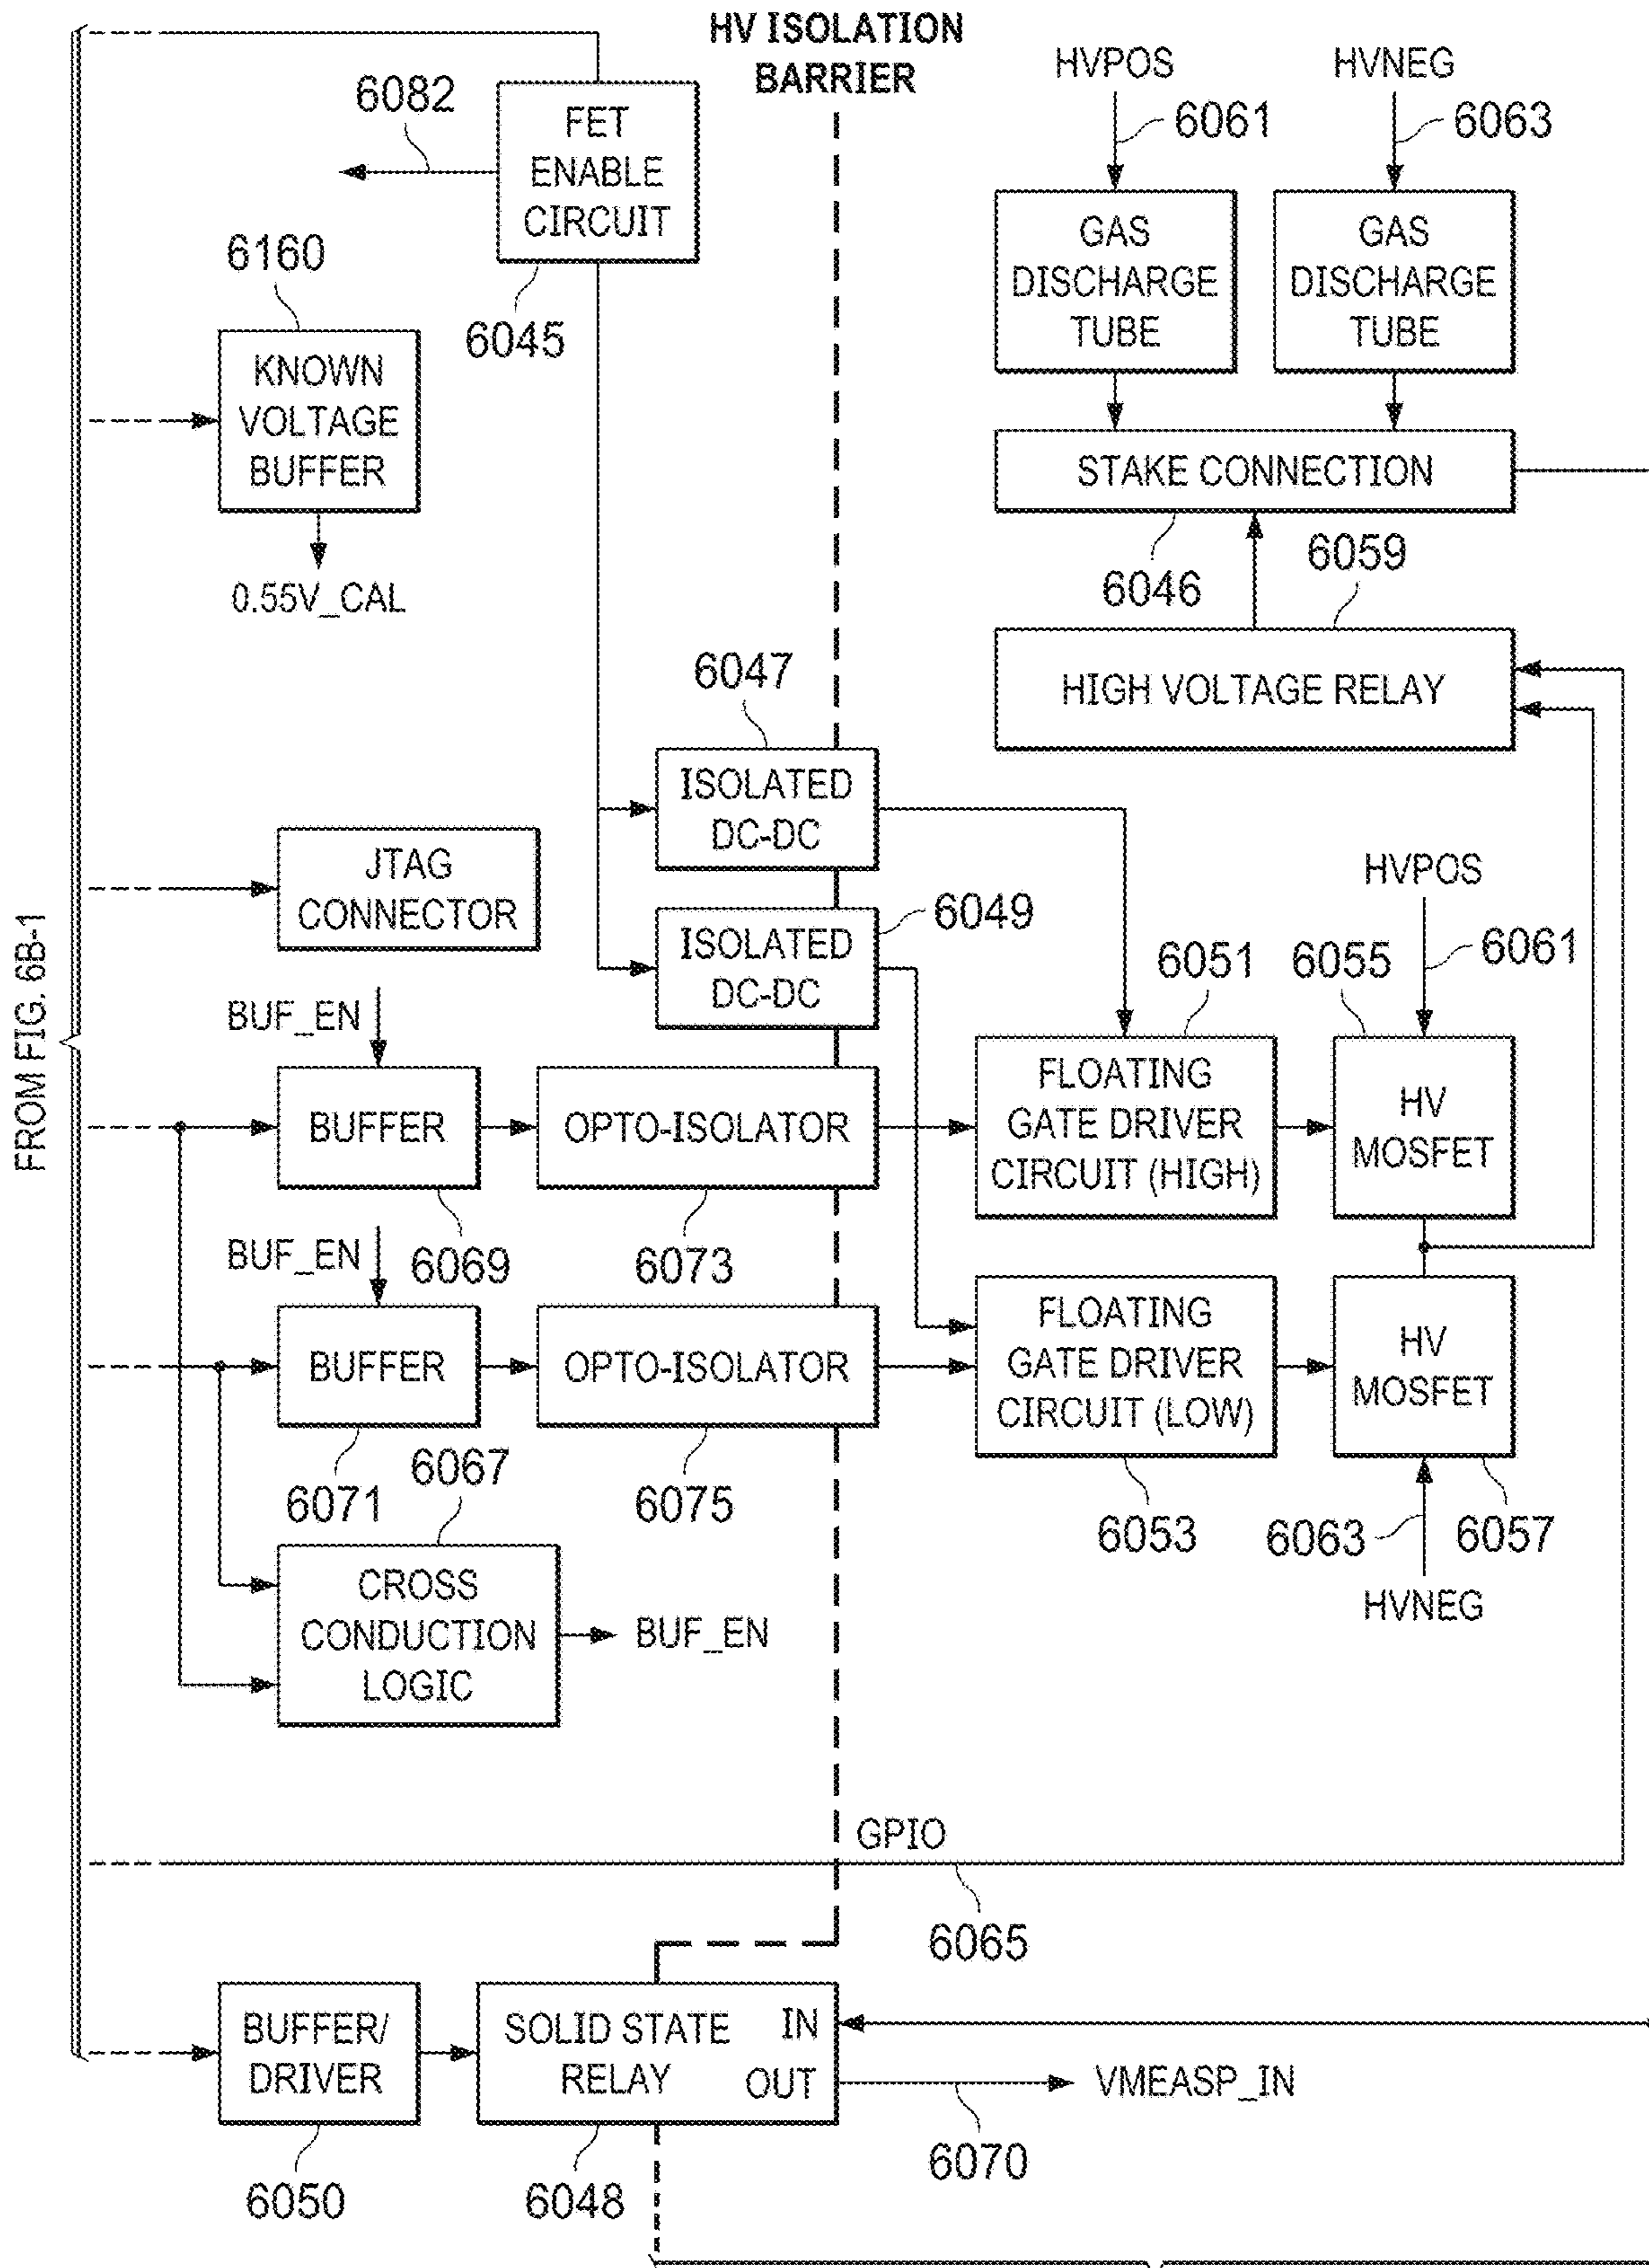 HV ISOLATION
BARRIER
HVPOS
HVNEG
6082
FET
ENABLE
CIRCUIT
6061
6063
6160
6045
GAS
DISCHARGE
TUBE
GAS
DISCHARGE
TUBE
KNOWN
VOLTAGE
BUFFER
STAKE CONNECTION
0.55V_CAL
6046
6059
6047
HIGH VOLTAGE RELAY
ISOLATED
DC-DC
JTAG
CONNECTOR
HVPOS
6049
ISOLATED
DC-DC
6051
6055
6061
FROM FIG. 6B-1
BUF_EN
BUFFER
OPTO-ISOLATOR
FLOATING
GATE DRIVER
CIRCUIT (HIGH)
HV
MOSFET
BUF_EN
6069
6073
BUFFER
OPTO-ISOLATOR
FLOATING
GATE DRIVER
CIRCUIT (LOW)
HV
MOSFET
6071
6067
6075
6053
6063
6057
CROSS
CONDUCTION
LOGIC
BUF_EN
HVNEG
GPIO
6065
BUFFER/
DRIVER
SOLID STATE
RELAY
IN
OUT
VMEASP_IN
6050
6048
6070